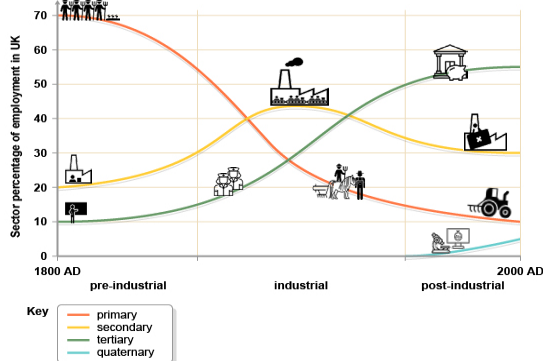 Sector percentage of employment in UK
70
60
50
40
30
20
10
0
1800 AD
2000 AD
pre-industrial
industrial
post-industrial
Key
primary
secondary
tertiary
quaternary